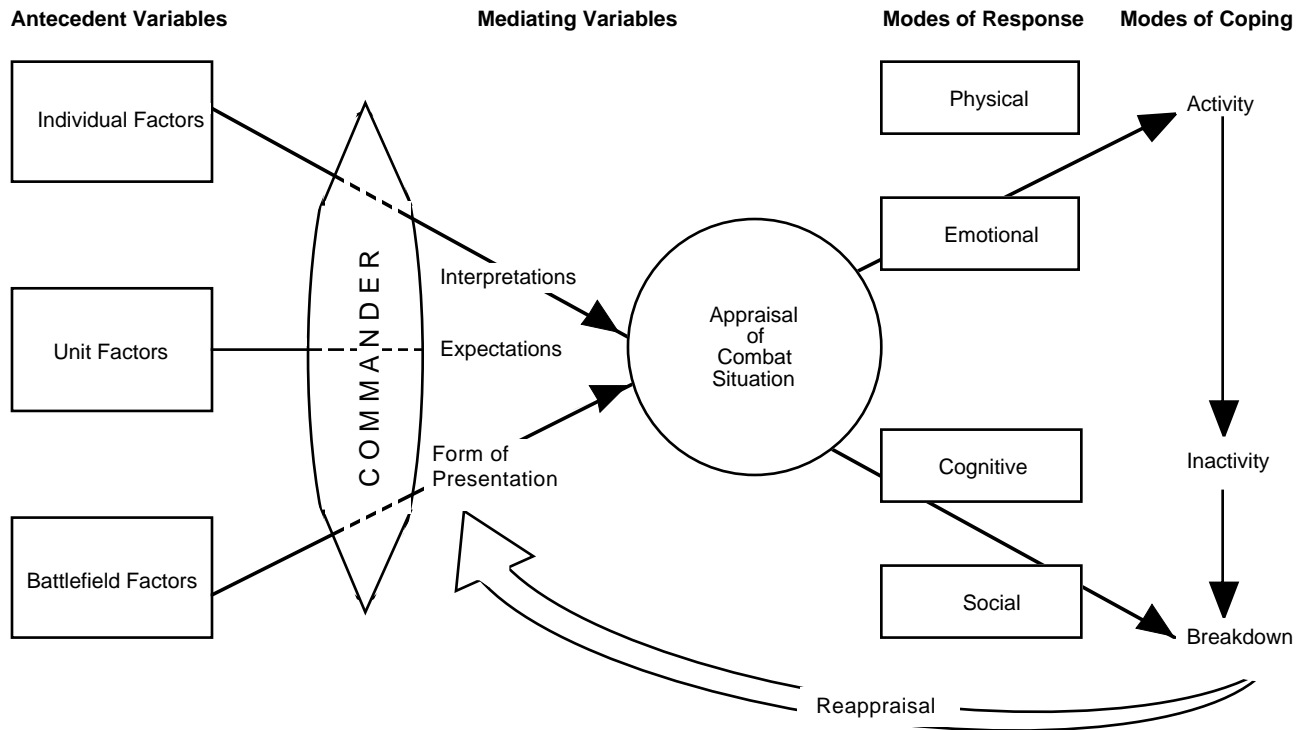 Antecedent Variables
Mediating Variables
Modes of Response
Modes of Coping
Individual Factors
Unit Factors
Battlefield Factors
COMMANDER
Interpretations
Expectations
Form of
Presentation
Appraisal
of
Combat
Situation
Physical
Emotional
Cognitive
Social
Activity
Inactivity
Breakdown
Reappraisal